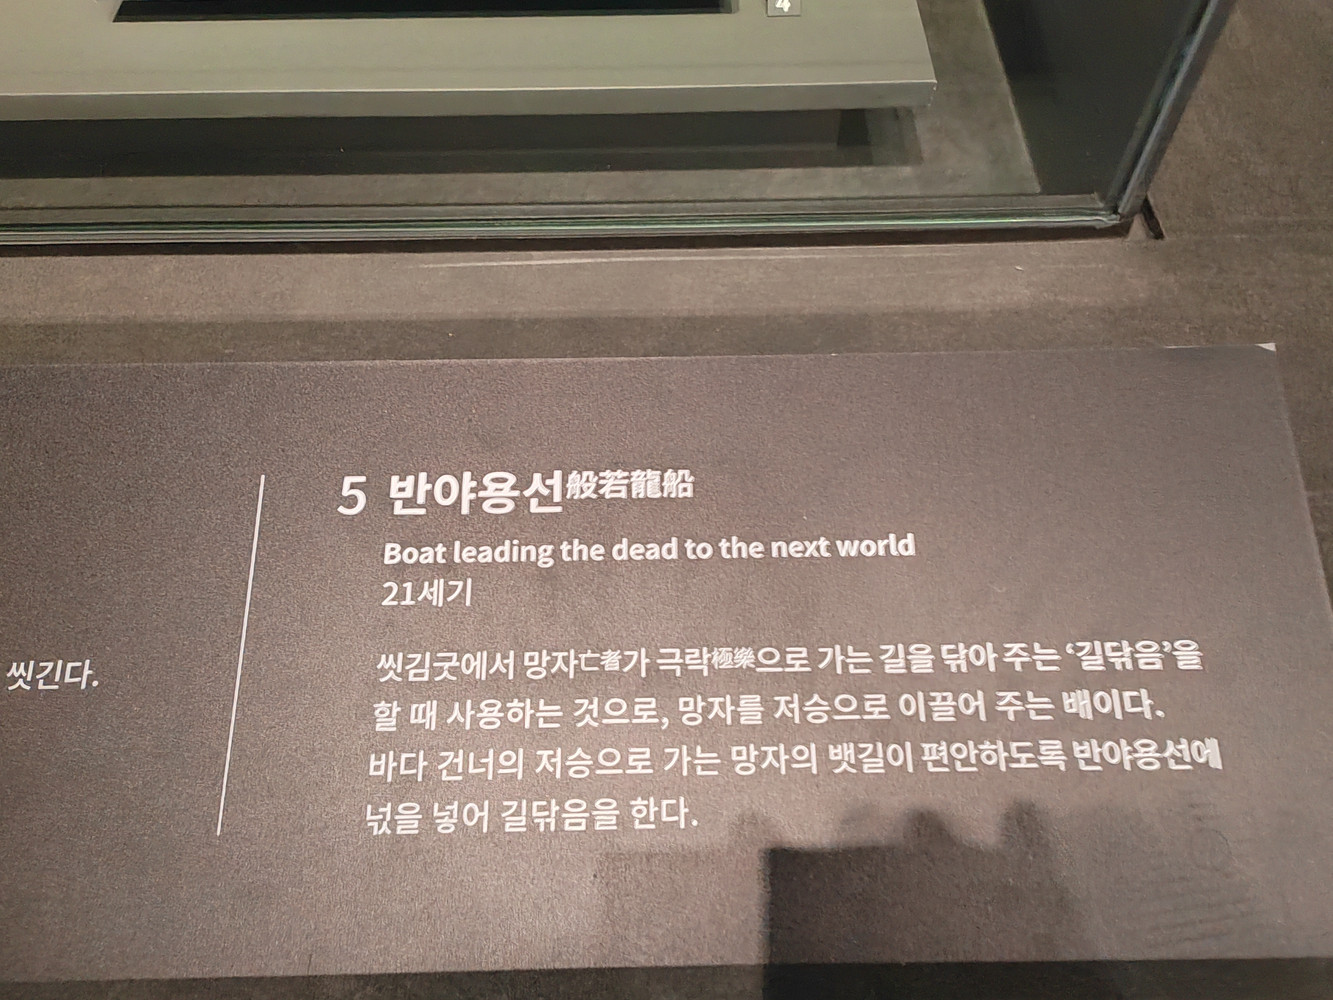 4
씻긴다.
5 반야용선般若龍船
Boat leading the dead to the next world
21세기
씻김굿에서 망자亡者가 극락極樂으로 가는 길을 닦아 주는 ‘길닦음’을
할 때 사용하는 것으로, 망자를 저승으로 이끌어 주는 배이다.
바다 건너의 저승으로 가는 망자의 뱃길이 편안하도록 반야용선에
넋을 넣어 길닦음을 한다.